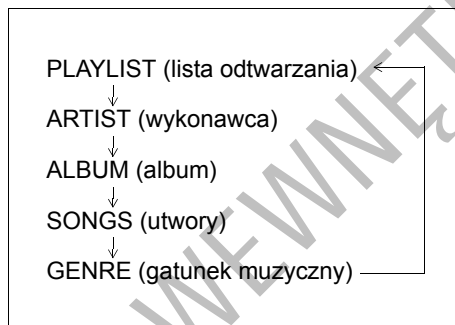 PLAYLIST (lista odtwarzania)
ARTIST (wykonawca)
ALBUM (album)
SONGS (utwory)
GENRE (gatunek muzyczny)